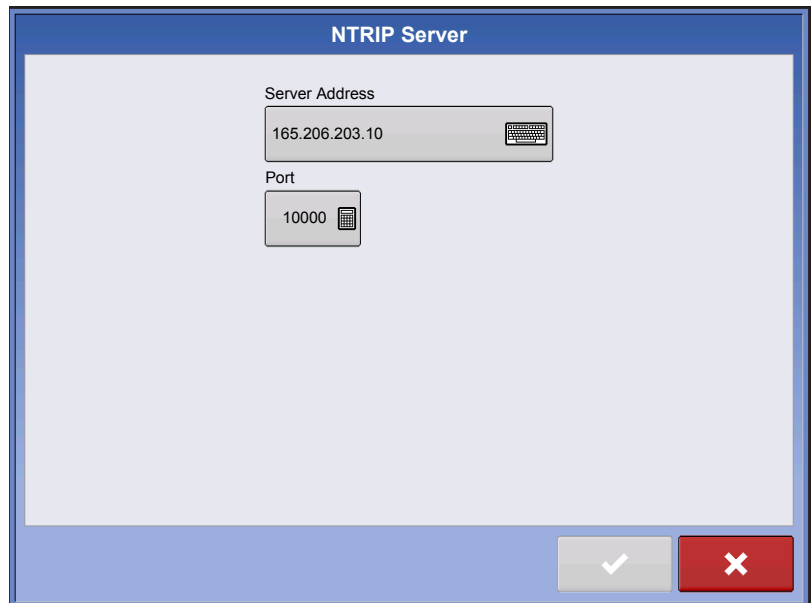 NTRIP Server
Server Address
165.206.203.10
Port
10000